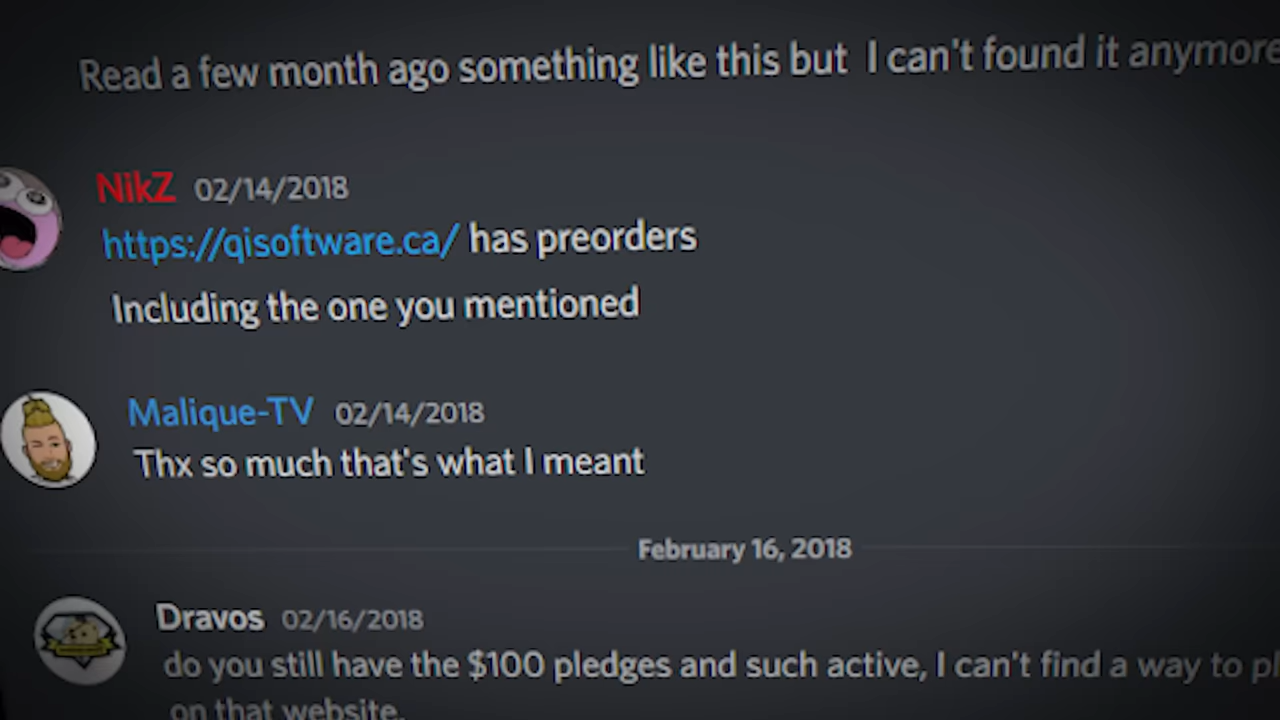 Read a few month ago something like this but I can't found it anymore
NikZ 02/14/2018
https://qisoftware.ca/ has preorders
Including the one you mentioned
Malique-TV 02/14/2018
Thx so much that's what I meant
February 16, 2018
Dravos 02/16/2018
do you still have the $100 pledges and such active, I can't find a way to
on that website.